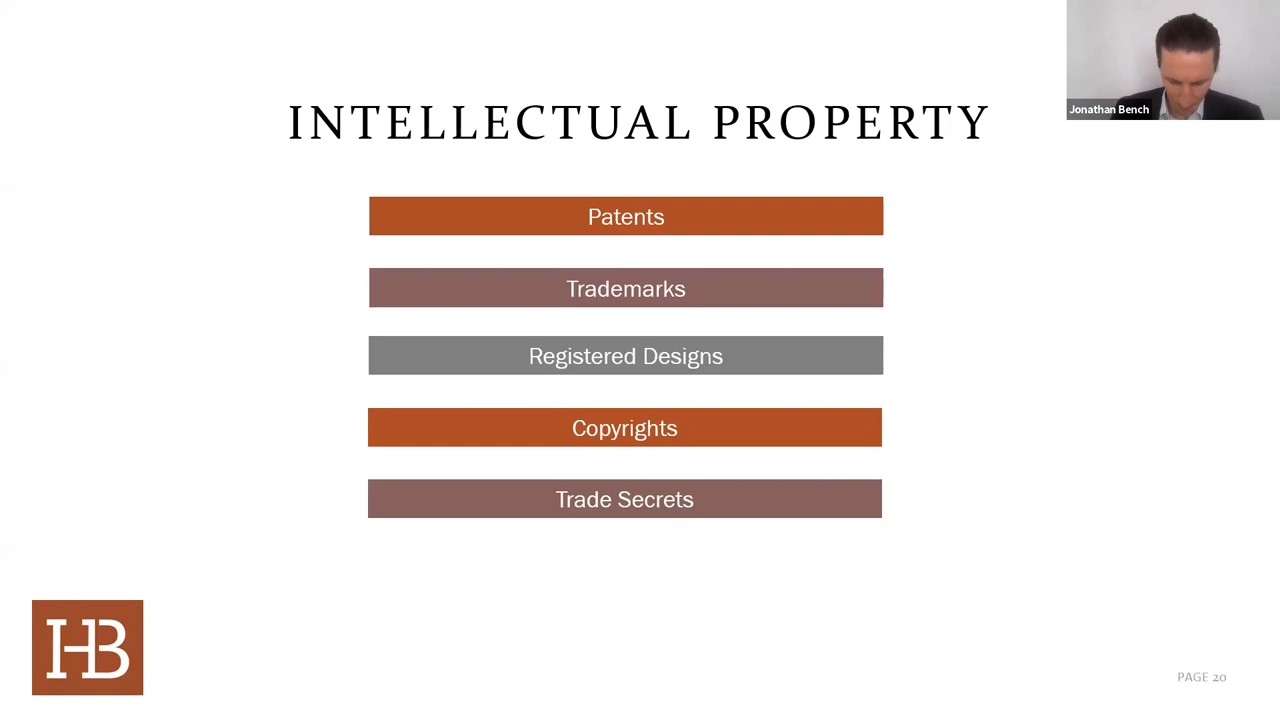 INTELLECTUAL PROPERTY
Jonathan Bench
Patents
Trademarks
Registered Designs
Copyrights
Trade Secrets
HB
PAGE 20